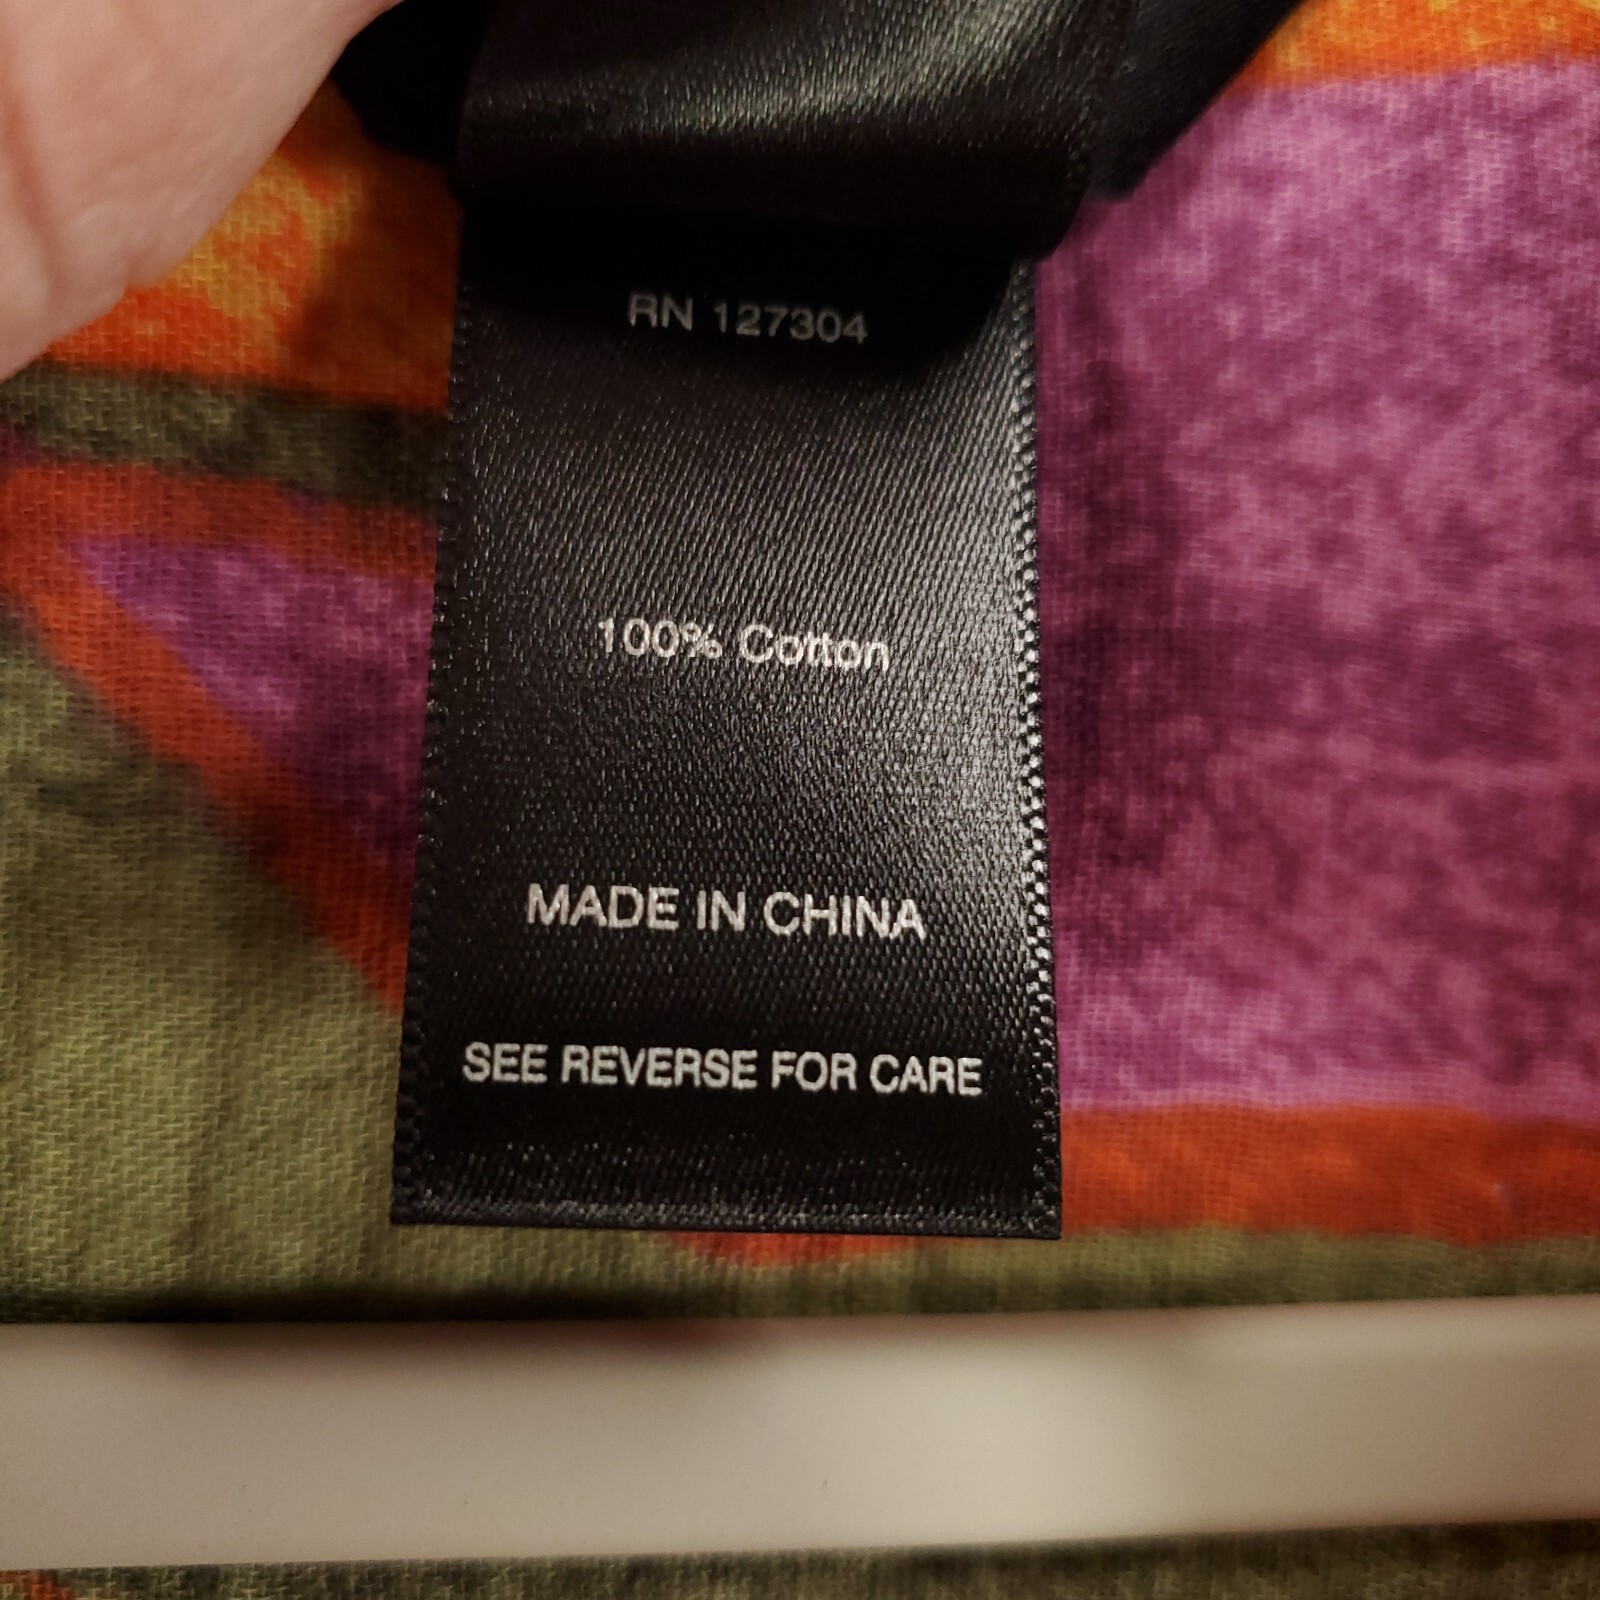 RN 127304
100% Cotton
MADE IN CHINA
SEE REVERSE FOR CARE